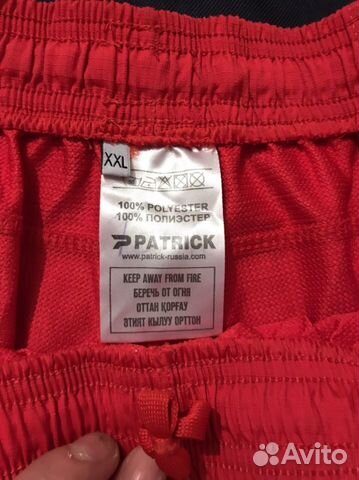 XXL
100% POLYESTER
100% ПОЛИЭСТЕР
PATRICK
www.patrick-russia.com
KEEP AWAY FROM FIRE
БЕРЕЧЬ ОТ ОГНЯ
ОТТАН ҚОРҒАУ
ЭТИЯТ КЫЛУУ ОРТТОН
Avito